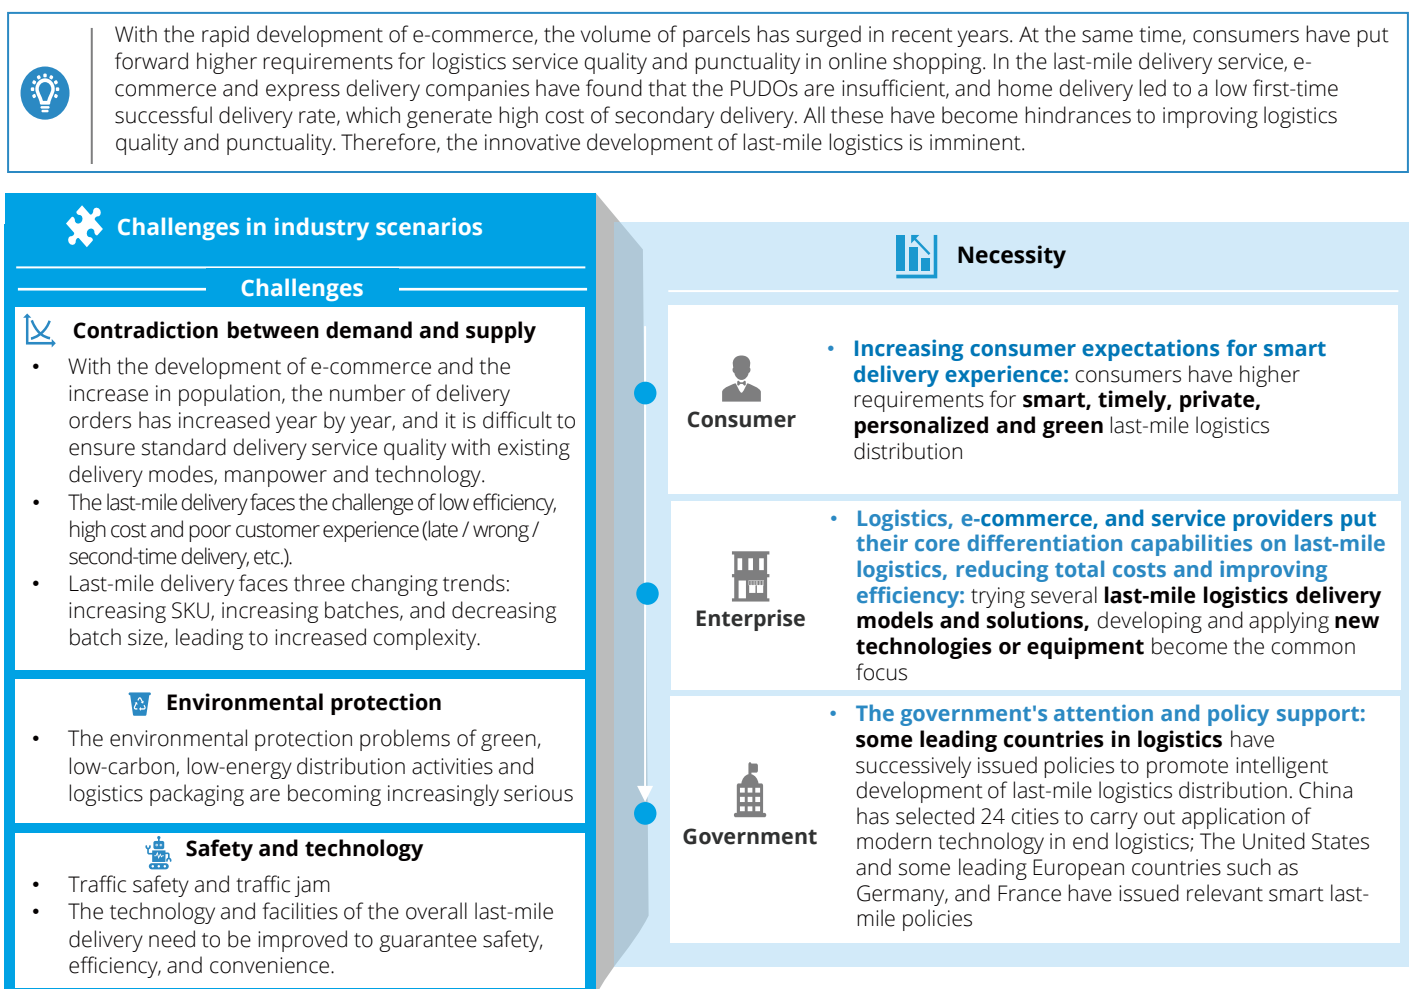 With the rapid development of e-commerce, the volume of parcels has surged in recent years. At the same time, consumers have put
forward higher requirements for logistics service quality and punctuality in online shopping. In the last-mile delivery service, e-
commerce and express delivery companies have found that the PUDOs are insufficient, and home delivery led to a low first-time
successful delivery rate, which generate high cost of secondary delivery. All these have become hindrances to improving logistics
quality and punctuality. Therefore, the innovative development of last-mile logistics is imminent.
Challenges in industry scenarios
Challenges
Contradiction between demand and supply
• With the development of e-commerce and the
increase in population, the number of delivery
orders has increased year by year, and it is difficult to
ensure standard delivery service quality with existing
delivery modes, manpower and technology.
• The last-mile delivery faces the challenge of low efficiency,
high cost and poor customer experience (late / wrong /
second-time delivery, etc.).
• Last-mile delivery faces three changing trends:
increasing SKU, increasing batches, and decreasing
batch size, leading to increased complexity.
Environmental protection
• The environmental protection problems of green,
low-carbon, low-energy distribution activities and
logistics packaging are becoming increasingly serious
Safety and technology
• Traffic safety and traffic jam
• The technology and facilities of the overall last-mile
delivery need to be improved to guarantee safety,
efficiency, and convenience.
Necessity
Consumer
• Increasing consumer expectations for smart
delivery experience: consumers have higher
requirements for smart, timely, private,
personalized and green last-mile logistics
distribution
Enterprise
• Logistics, e-commerce, and service providers put
their core differentiation capabilities on last-mile
logistics, reducing total costs and improving
efficiency: trying several last-mile logistics delivery
models and solutions, developing and applying new
technologies or equipment become the common
focus
Government
• The government's attention and policy support:
some leading countries in logistics have
successively issued policies to promote intelligent
development of last-mile logistics distribution. China
has selected 24 cities to carry out application of
modern technology in end logistics; The United States
and some leading European countries such as
Germany, and France have issued relevant smart last-
mile policies